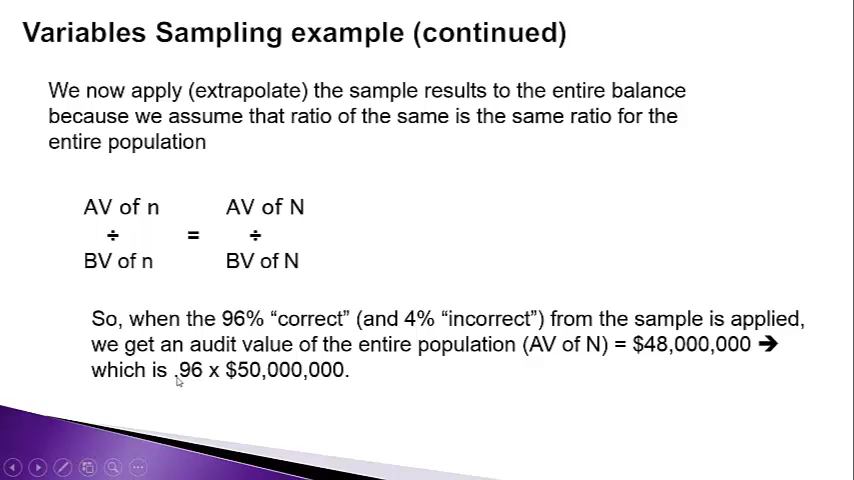 Variables Sampling example (continued)
We now apply (extrapolate) the sample results to the entire balance
because we assume that ratio of the same is the same ratio for the
entire population
AV of n AV of N
÷ = ÷
BV of n BV of N
So, when the 96% “correct” (and 4% “incorrect”) from the sample is applied,
we get an audit value of the entire population (AV of N) = $48,000,000 ➔
which is .96 x $50,000,000.